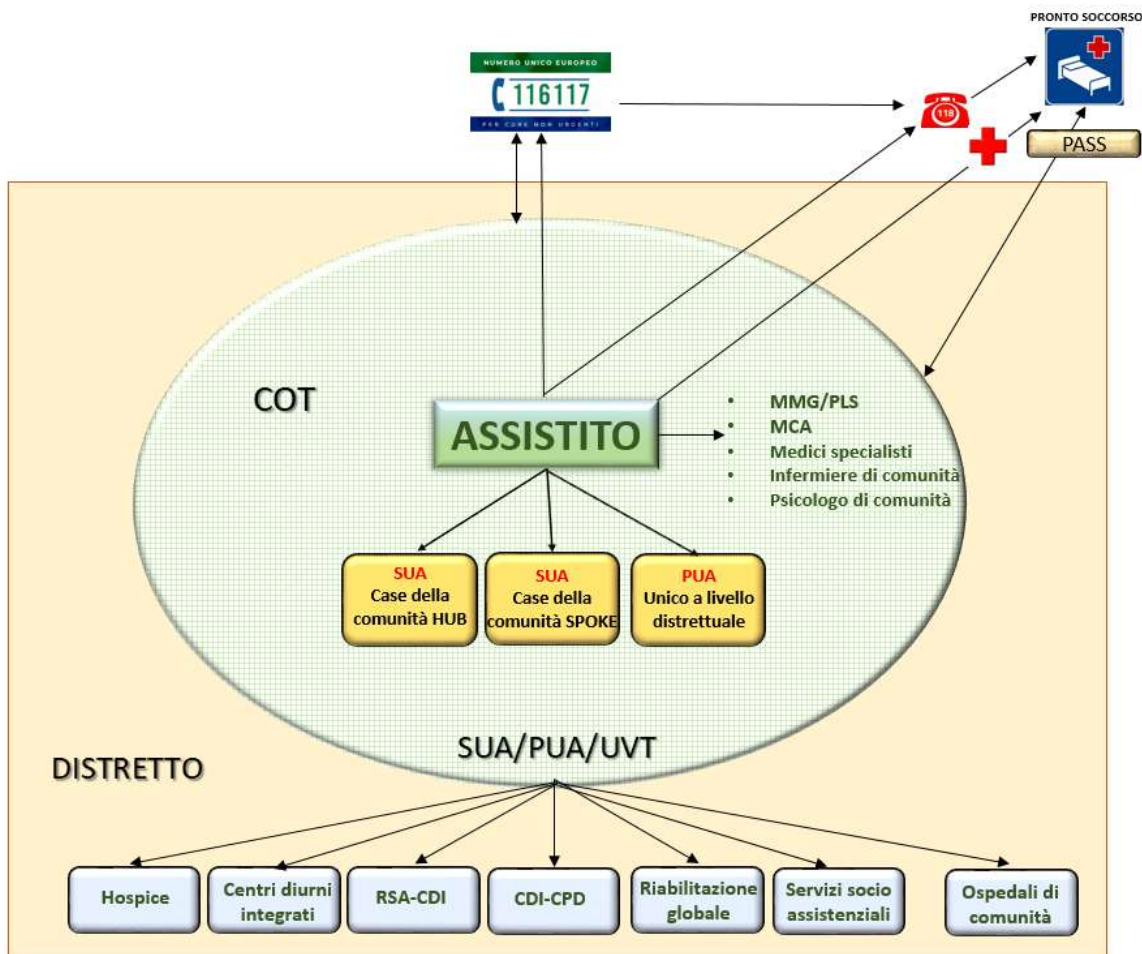 PRONTO SOCCORSO
NUMERO UNICO EUROPEO
116117
PER CURE NON URGENTI
118
PASS
COT
ASSISTITO
• MMG/PLS
• MCA
• Medici specialisti
• Infermiere di comunità
• Psicologo di comunità
SUA
Case della
comunità HUB
SUA
Case della
comunità SPOKE
PUA
Unico a livello
distrettuale
SUA/PUA/UVT
DISTRETTO
Hospice
Centri diurni
integrati
RSA-CDI
CDI-CPD
Riabilitazione
globale
Servizi socio
assistenziali
Ospedali di
comunità